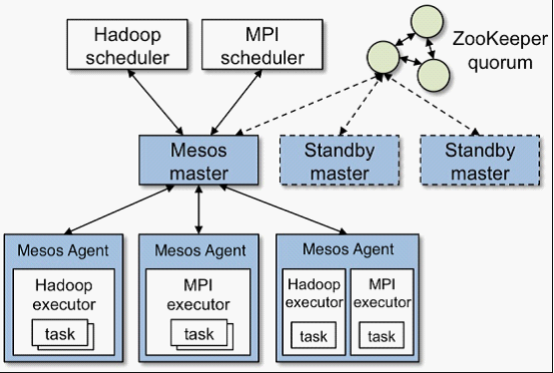 Hadoop
scheduler
MPI
scheduler
ZooKeeper
quorum
Mesos
master
Standby
master
Standby
master
Mesos Agent
Hadoop
executor
task
Mesos Agent
MPI
executor
task
Mesos Agent
Hadoop
executor
task
MPI
executor
task